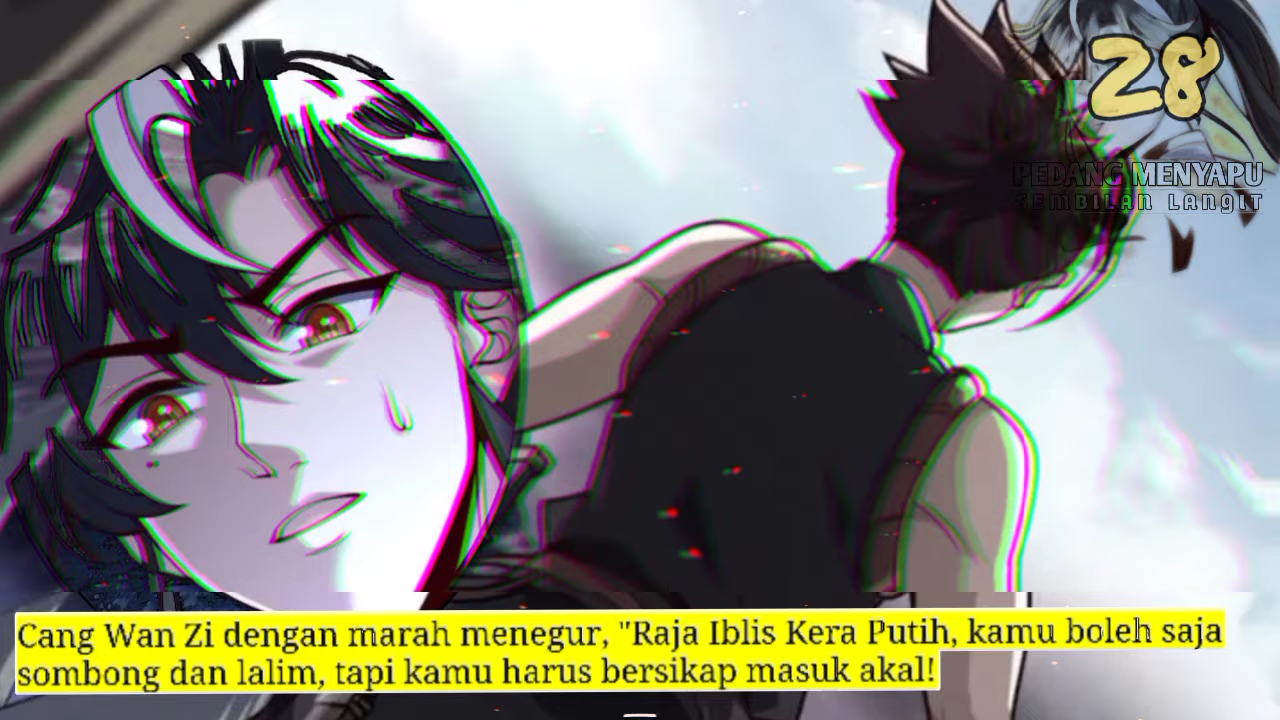 28
PEDANG MENYAPU
SEMBILAN LANGIT
Cang Wan Zi dengan marah menegur, "Raja Iblis Kera Putih, kamu boleh saja
sombong dan lalim, tapi kamu harus bersikap masuk akal!